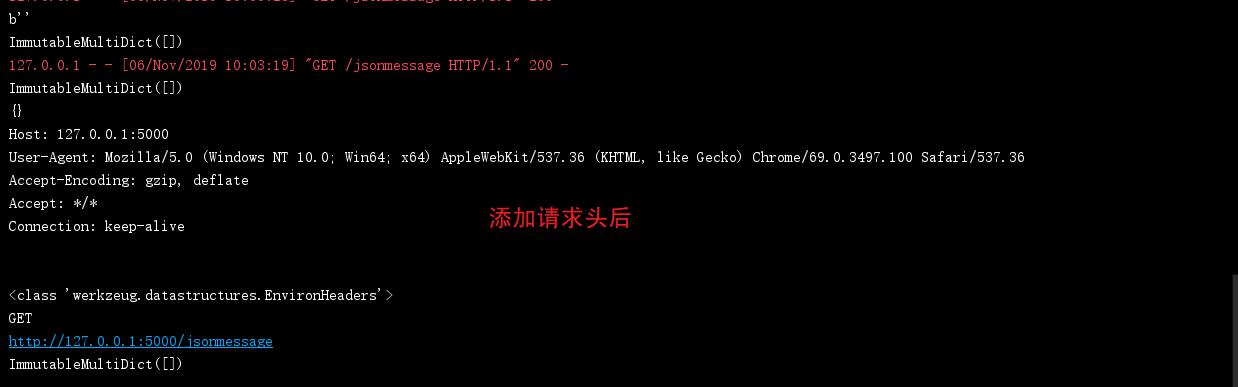 b''
ImmutableMultiDict([])
127.0.0.1 - - [06/Nov/2019 10:03:19] "GET /jsonmessage HTTP/1.1" 200 -
ImmutableMultiDict([])
{}
Host: 127.0.0.1:5000
User-Agent: Mozilla/5.0 (Windows NT 10.0; Win64; x64) AppleWebKit/537.36 (KHTML, like Gecko) Chrome/69.0.3497.100 Safari/537.36
Accept-Encoding: gzip, deflate
Accept: */*
添加请求头后
Connection: keep-alive
<class 'werkzeug.datastructures.EnvironHeaders'>
GET
http://127.0.0.1:5000/jsonmessage
ImmutableMultiDict([])